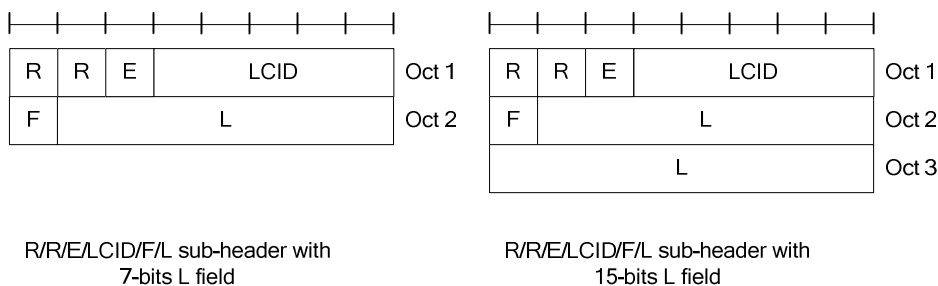 R R E LCID Oct 1
F L Oct 2
R/R/E/LCID/F/L sub-header with
7-bits L field
R R E LCID Oct 1
F L Oct 2
L Oct 3
R/R/E/LCID/F/L sub-header with
15-bits L field